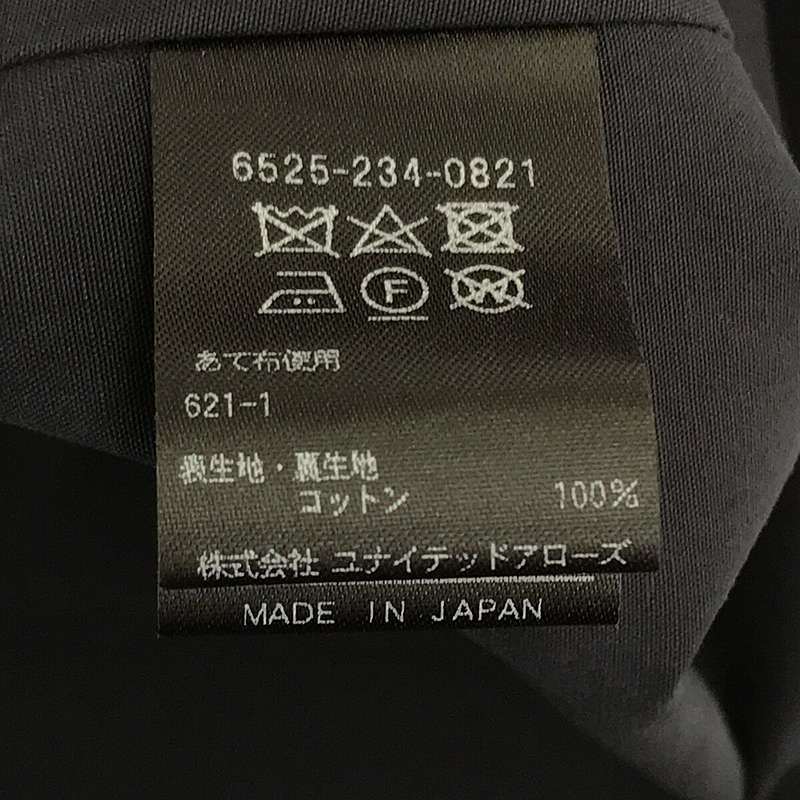 6525-234-0821
F W
あて布使用
621-1
表生地・裏生地
コットン 100%
株式会社 ユナイテッドアローズ
MADE IN JAPAN